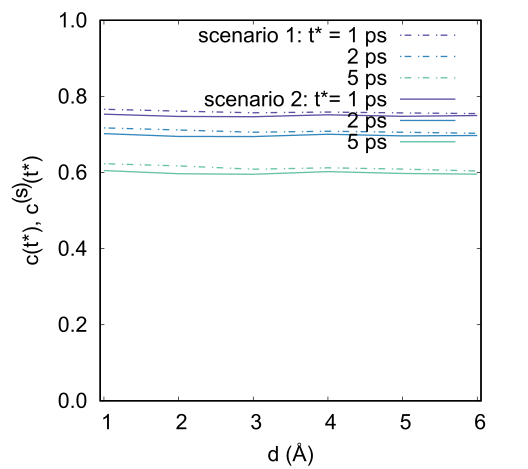 1.0
scenario 1: t* = 1 ps
2 ps
5 ps
0.8
scenario 2: t*= 1 ps
2 ps
5 ps
0.6
0.4
0.2
0.0
c(t*), c(s)/(t*)
1 2 3 4 5 6
d (Å)